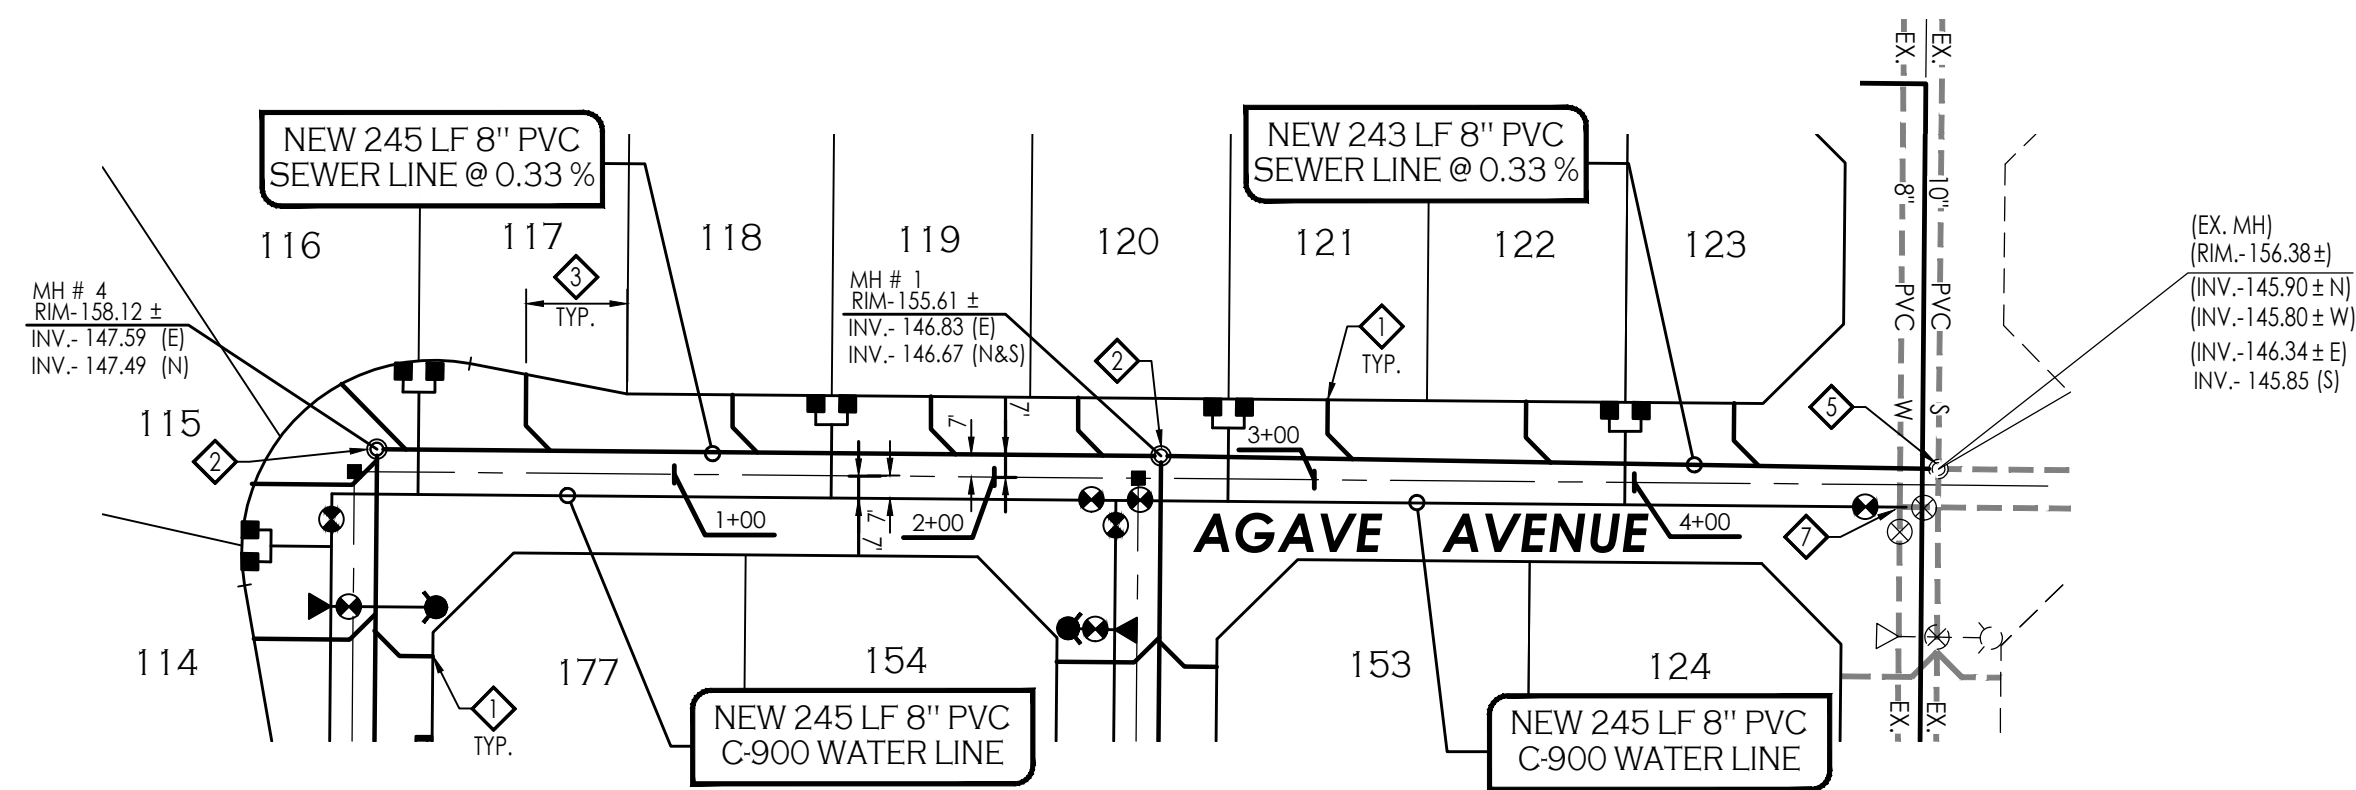 NEW 245 LF 8" PVC
SEWER LINE @ 0.33 %
NEW 243 LF 8" PVC
SEWER LINE @ 0.33 %
EX.
EX.
8"
10"
PVC
PVC
W
S
EX.
EX.
116
117
118
119
120
121
122
123
3
TYP.
MH # 4
RIM-158.12 ±
INV.- 147.59 (E)
INV.- 147.49 (N)
MH # 1
RIM-155.61 ±
INV.- 146.83 (E)
INV.- 146.67 (N&S)
2
1
TYP.
(EX. MH)
(RIM.-156.38±)
(INV.-145.90 ± N)
(INV.-145.80 ± W)
(INV.-146.34 ± E)
INV.- 145.85 (S)
115
2
5
7'
7'
7'
7'
3+00
1+00
2+00
4+00
7
AGAVE AVENUE
114
177
154
153
124
1
TYP.
NEW 245 LF 8" PVC
C-900 WATER LINE
NEW 245 LF 8" PVC
C-900 WATER LINE